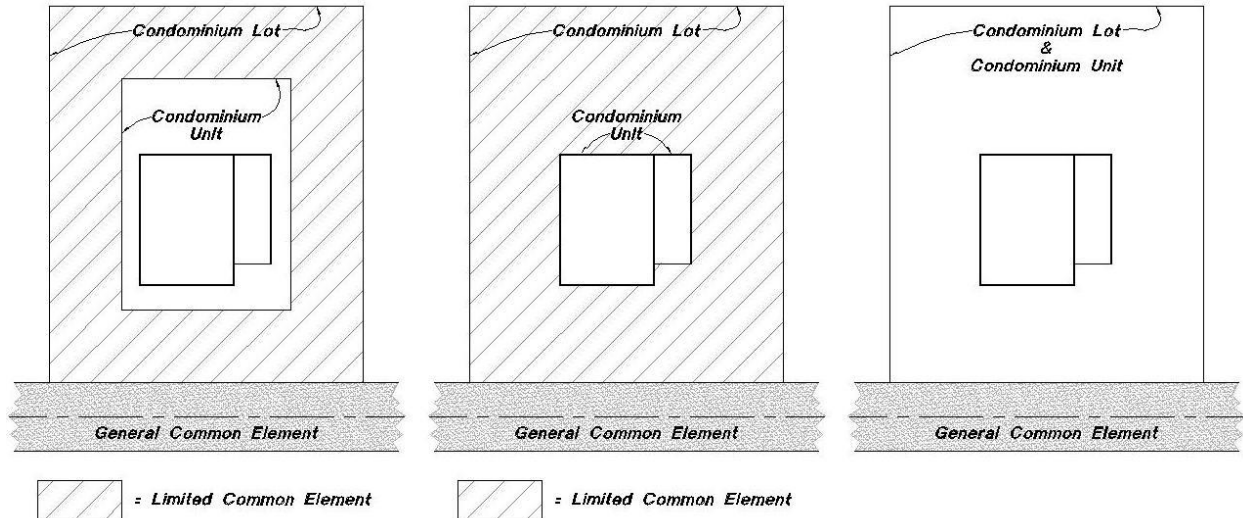 Condominium Lot
Condominium
Unit
General Common Element
= Limited Common Element
Condominium Lot
Condominium
Unit
General Common Element
= Limited Common Element
Condominium Lot
&
Condominium Unit
General Common Element